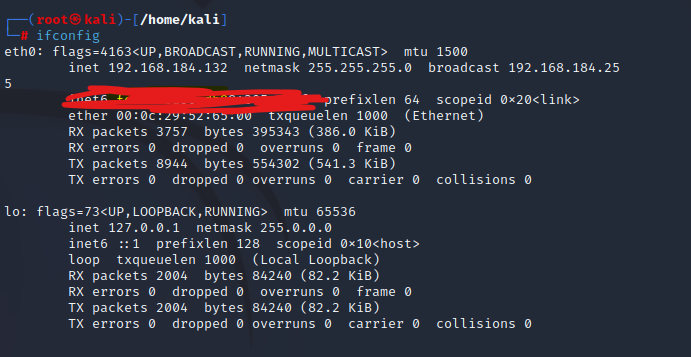 ┌──(root㉿kali)-[/home/kali]
└─# ifconfig
eth0: flags=4163<UP,BROADCAST,RUNNING,MULTICAST>  mtu 1500
        inet 192.168.184.132  netmask 255.255.255.0  broadcast 192.168.184.25
5
        inet6 prefixlen 64  scopeid 0×20<link>
        ether 00:0c:29:52:65:00  txqueuelen 1000  (Ethernet)
        RX packets 3757  bytes 395343 (386.0 KiB)
        RX errors 0  dropped 0  overruns 0  frame 0
        TX packets 8944  bytes 554302 (541.3 KiB)
        TX errors 0  dropped 0 overruns 0  carrier 0  collisions 0

lo: flags=73<UP,LOOPBACK,RUNNING>  mtu 65536
        inet 127.0.0.1  netmask 255.0.0.0
        inet6 ::1  prefixlen 128  scopeid 0×10<host>
        loop  txqueuelen 1000  (Local Loopback)
        RX packets 2004  bytes 84240 (82.2 KiB)
        RX errors 0  dropped 0  overruns 0  frame 0
        TX packets 2004  bytes 84240 (82.2 KiB)
        TX errors 0  dropped 0 overruns 0  carrier 0  collisions 0